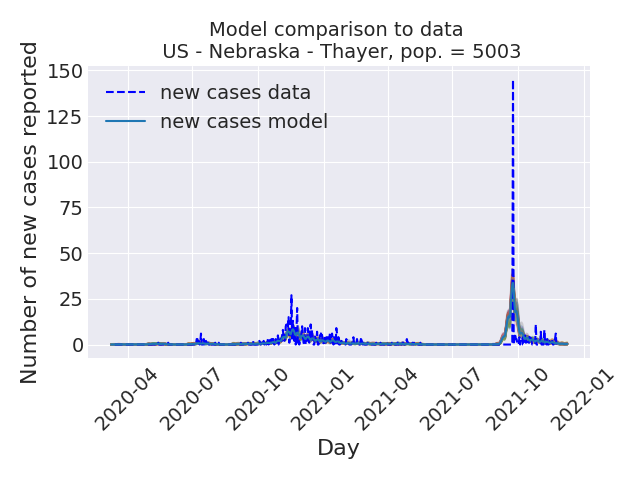 Model comparison to data
US - Nebraska - Thayer, pop. = 5003
Number of new cases reported
150
125
100
75
50
25
0
new cases data
new cases model
2020-04
2020-07
2020-10
2021-01
2021-04
2021-07
2021-10
2022-01
Day